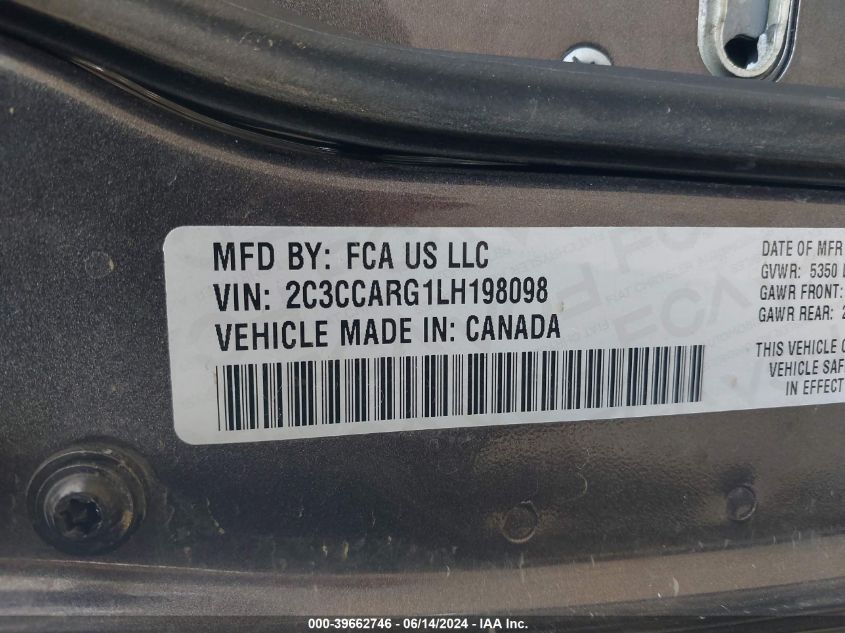 MFD BY: FCA US LLC
VIN: 2C3CCARG1LH198098
VEHICLE MADE IN: CANADA
DATE OF MFR
GVWR: 5350
GAWR FRONT:
GAWR REAR: 2
THIS VEHICLE
VEHICLE SAF
IN EFFECT
000-39662746 - 06/14/2024 - IAA Inc.